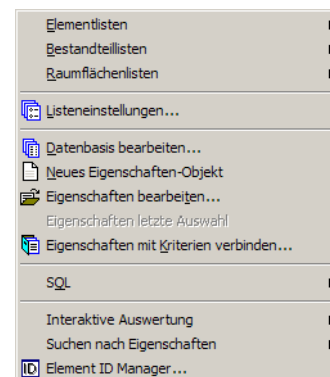 Elementlisten
Bestandteillisten
Raumflächenlisten
Listeneinstellungen...
Datenbasis bearbeiten...
Neues Eigenschaften-Objekt
Eigenschaften bearbeiten...
Eigenschaften letzte Auswahl
Eigenschaften mit Kriterien verbinden...
SQL
Interaktive Auswertung
Suchen nach Eigenschaften
ID Element ID Manager...